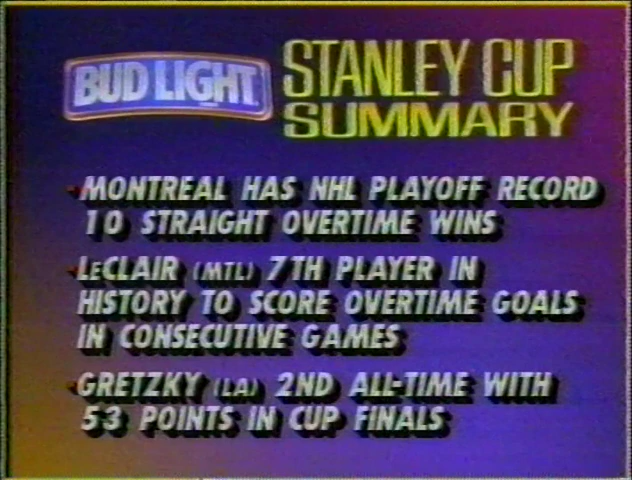 BUD LIGHT
STANLEY CUP
SUMMARY
MONTREAL HAS NHL PLAYOFF RECORD
10 STRAIGHT OVERTIME WINS
LECLAIR (MTL) 7TH PLAYER IN
HISTORY TO SCORE OVERTIME GOALS
IN CONSECUTIVE GAMES
GRETZKY (LA) 2ND ALL-TIME WITH
53 POINTS IN CUP FINALS